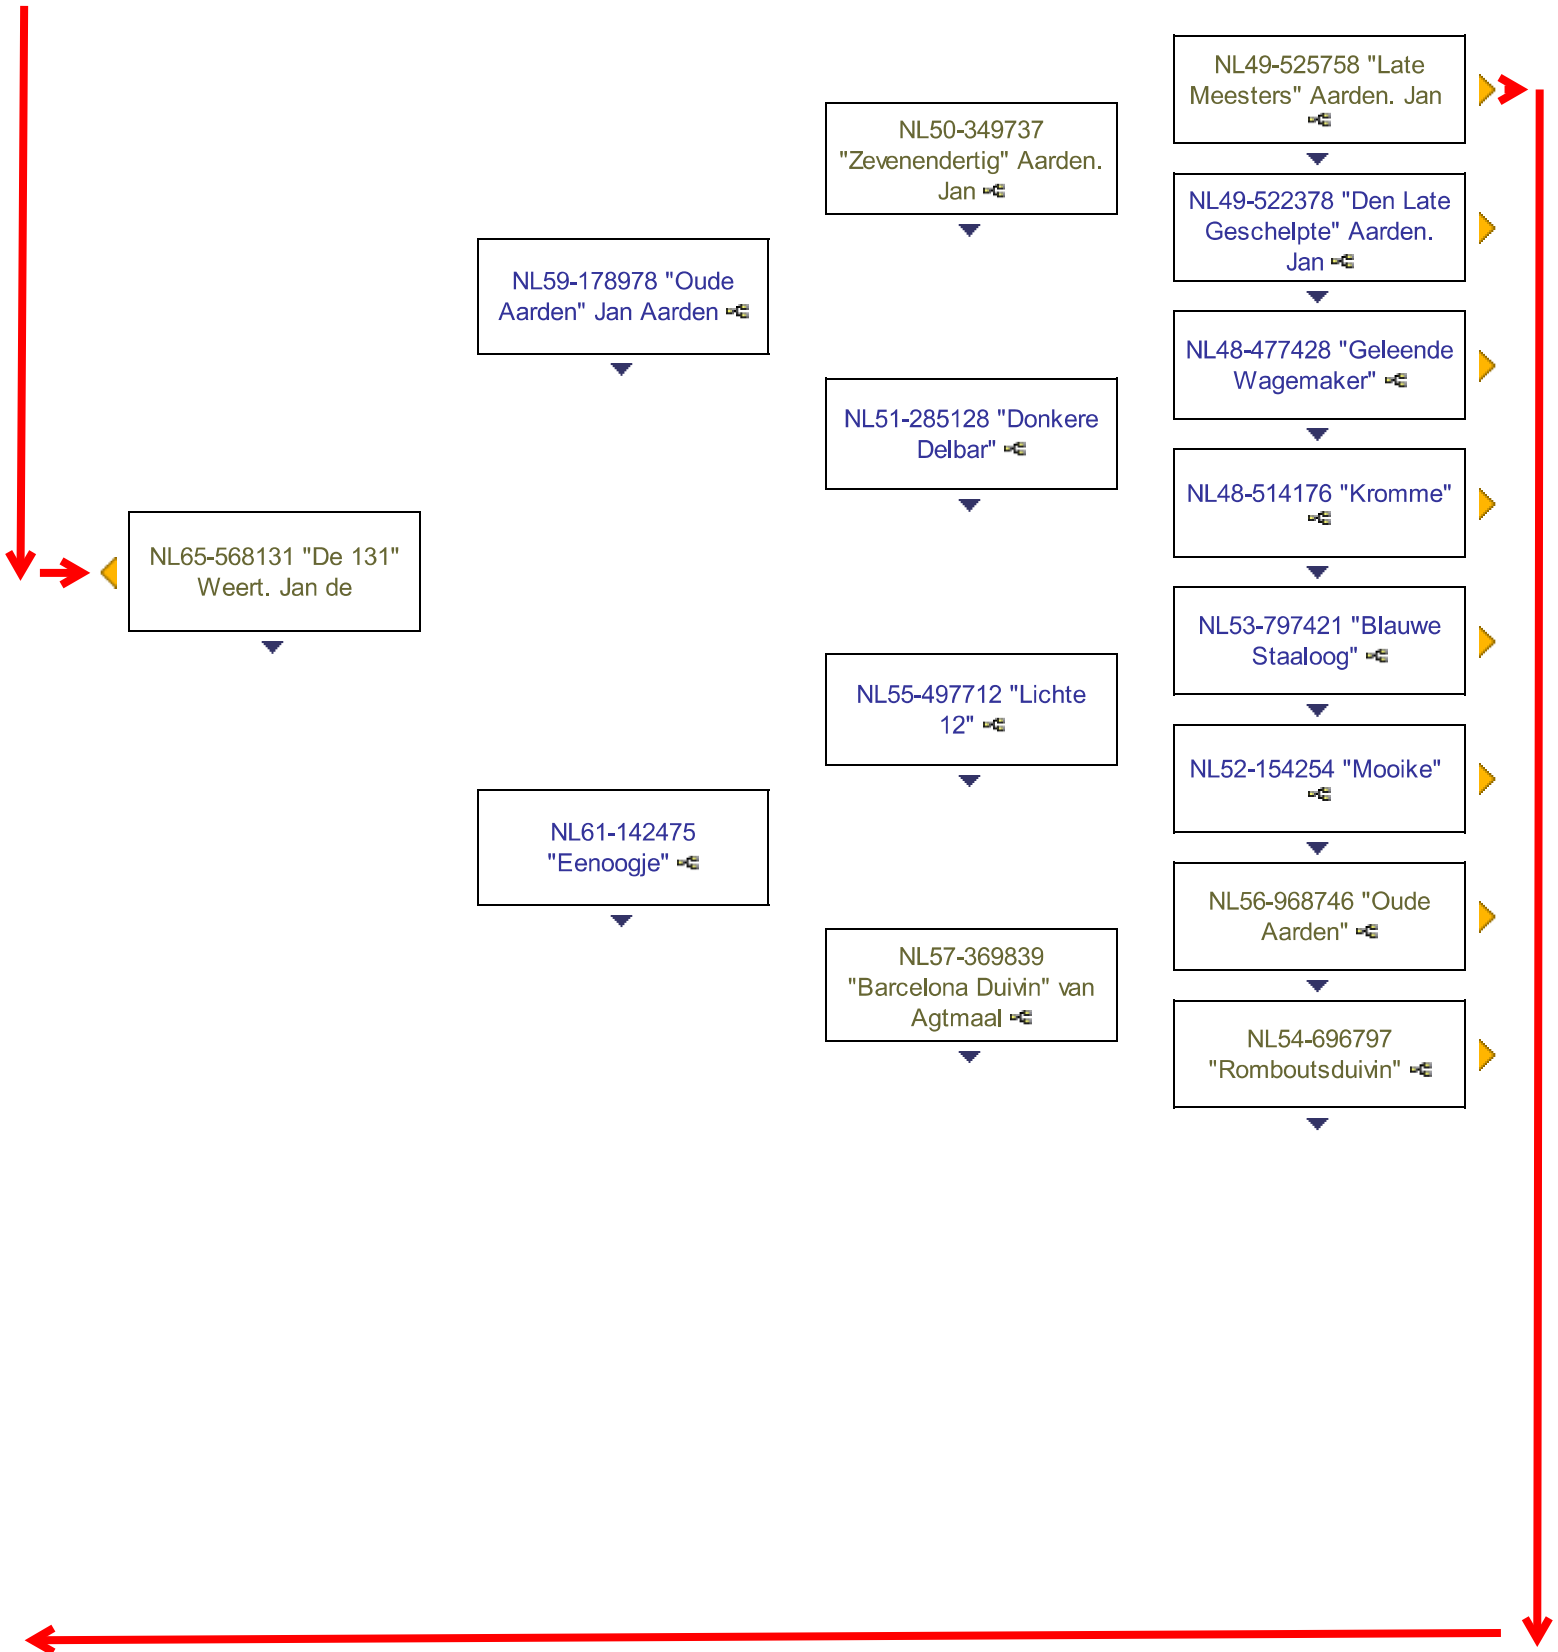 NL49-525758 "Late
Meesters" Aarden. Jan
NL50-349737
"Zevenendertig" Aarden.
Jan
NL49-522378 "Den Late
Geschelpte" Aarden.
Jan
NL59-178978 "Oude
Aarden" Jan Aarden
NL48-477428 "Geleende
Wagemaker"
NL51-285128 "Donkere
Delbar"
NL48-514176 "Kromme"
NL65-568131 "De 131"
Weert. Jan de
NL53-797421 "Blauwe
Staaloog"
NL55-497712 "Lichte
12"
NL52-154254 "Mooike"
NL61-142475
"Eenoogje"
NL56-968746 "Oude
Aarden"
NL57-369839
"Barcelona Duivin" van
Agtmaal
NL54-696797
"Romboutsduivin"